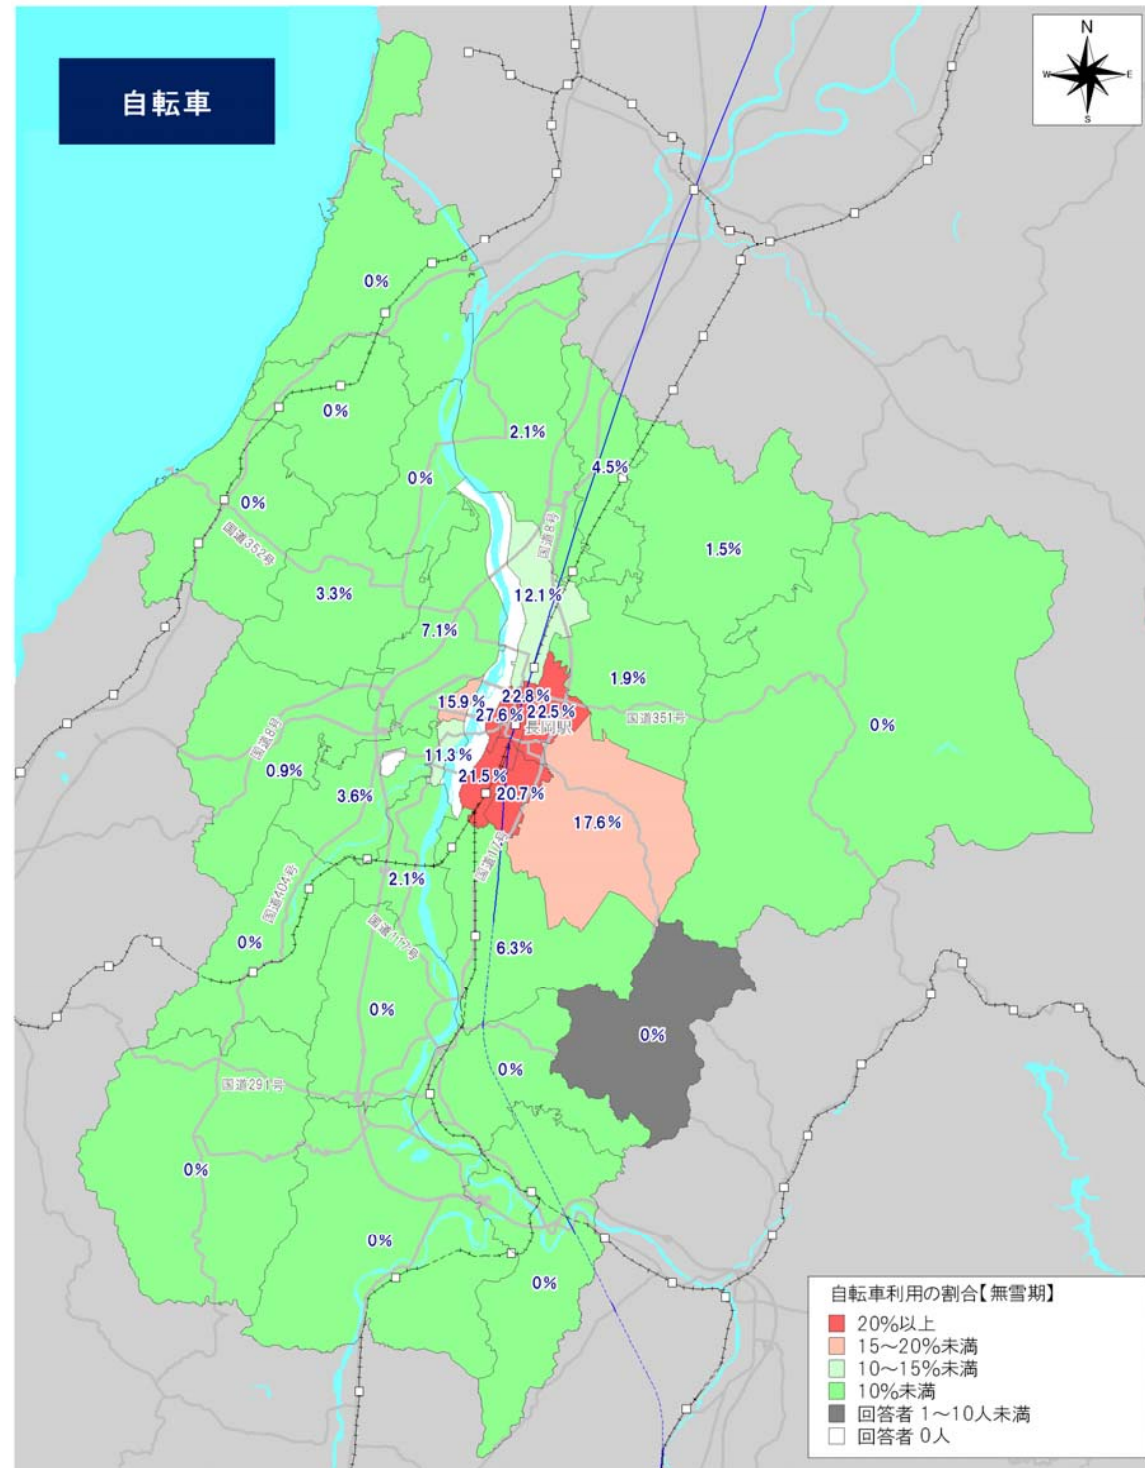 自転車
N
W
E
S
0%
0%
2.1%
4.5%
0%
0%
国道352号
国道8号
1.5%
3.3%
12.1%
7.1%
1.9%
15.9%
22.8%
27.6%
22.5%
国道351号
長岡駅
0%
国道8号
11.3%
0.9%
21.5%
3.6%
20.7%
17.6%
国道17号
2.1%
国道404号
国道117号
0%
6.3%
0%
0%
0%
国道291号
0%
0%
0%
自転車利用の割合【無雪期】
20%以上
15～20%未満
10～15%未満
10%未満
回答者 1～10人未満
回答者 0人